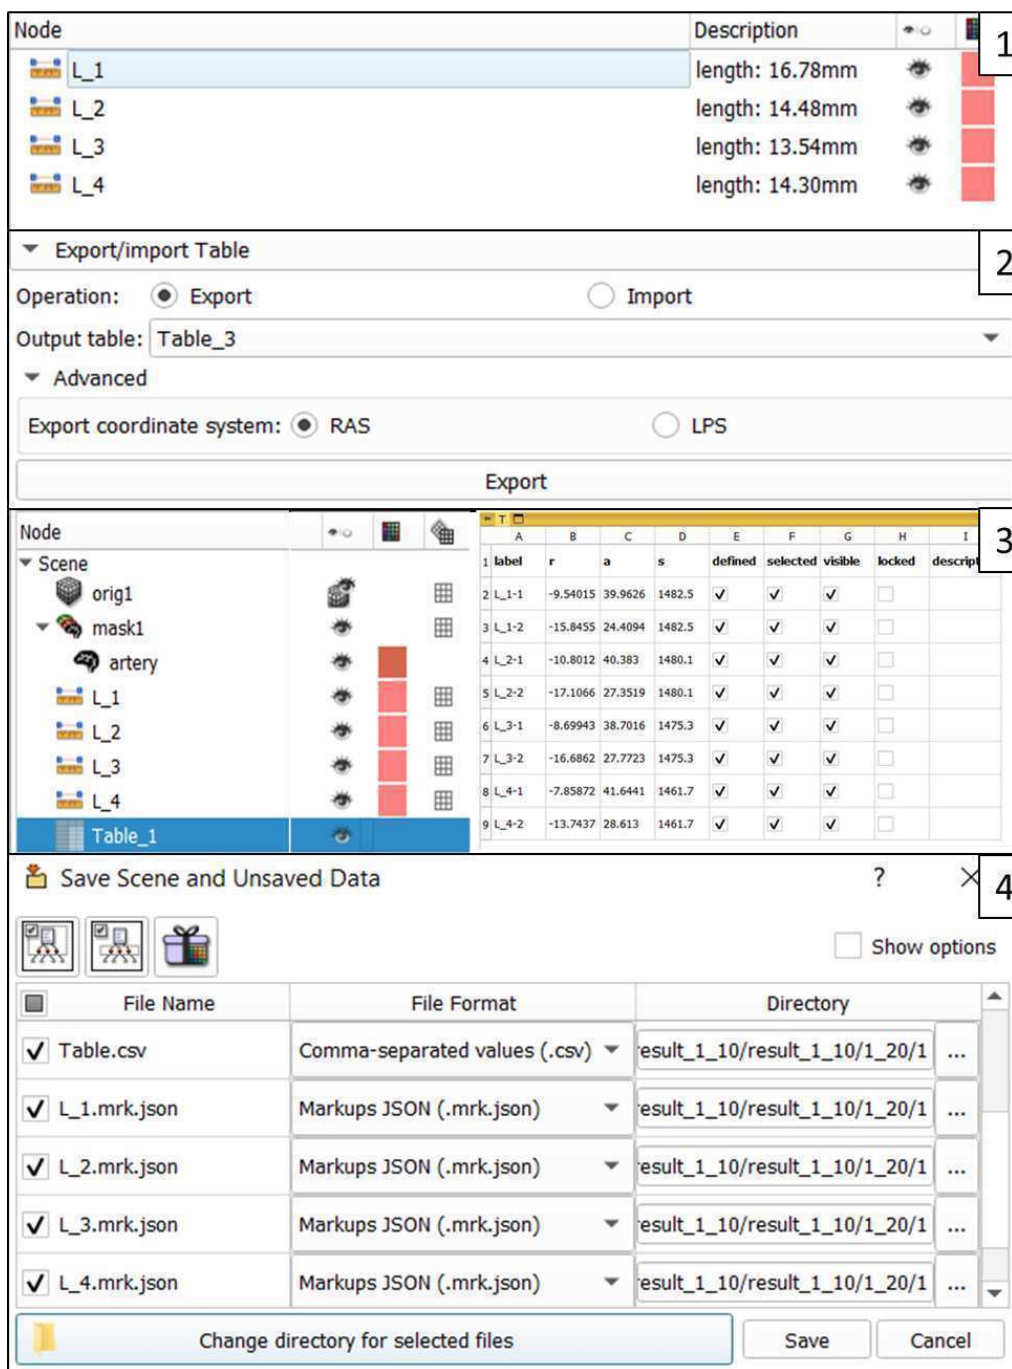 Node Description 1
L_1 length: 16.78mm
L_2 length: 14.48mm
L_3 length: 13.54mm
L_4 length: 14.30mm
Export/import Table 2
Operation: Export Import
Output table: Table_3
Advanced
Export coordinate system: RAS LPS
Export
Node
Scene
orig1
mask1
artery
L_1
L_2
L_3
L_4
Table_1
T 3
A B C D E F G H I
1 label r a s defined selected visible locked descript
2 L_1-1 -9.54015 39.9626 1482.5
3 L_1-2 -15.8455 24.4094 1482.5
4 L_2-1 -10.8012 40.383 1480.1
5 L_2-2 -17.1066 27.3519 1480.1
6 L_3-1 -8.69943 38.7016 1475.3
7 L_3-2 -16.6862 27.7723 1475.3
8 L_4-1 -7.85872 41.6441 1461.7
9 L_4-2 -13.7437 28.613 1461.7
Save Scene and Unsaved Data ? 4
Show options
File Name File Format Directory
Table.csv Comma-separated values (.csv) result_1_10/result_1_10/1_20/1 ...
L_1.mrk.json Markups JSON (.mrk.json) result_1_10/result_1_10/1_20/1 ...
L_2.mrk.json Markups JSON (.mrk.json) result_1_10/result_1_10/1_20/1 ...
L_3.mrk.json Markups JSON (.mrk.json) result_1_10/result_1_10/1_20/1 ...
L_4.mrk.json Markups JSON (.mrk.json) result_1_10/result_1_10/1_20/1 ...
Change directory for selected files Save Cancel